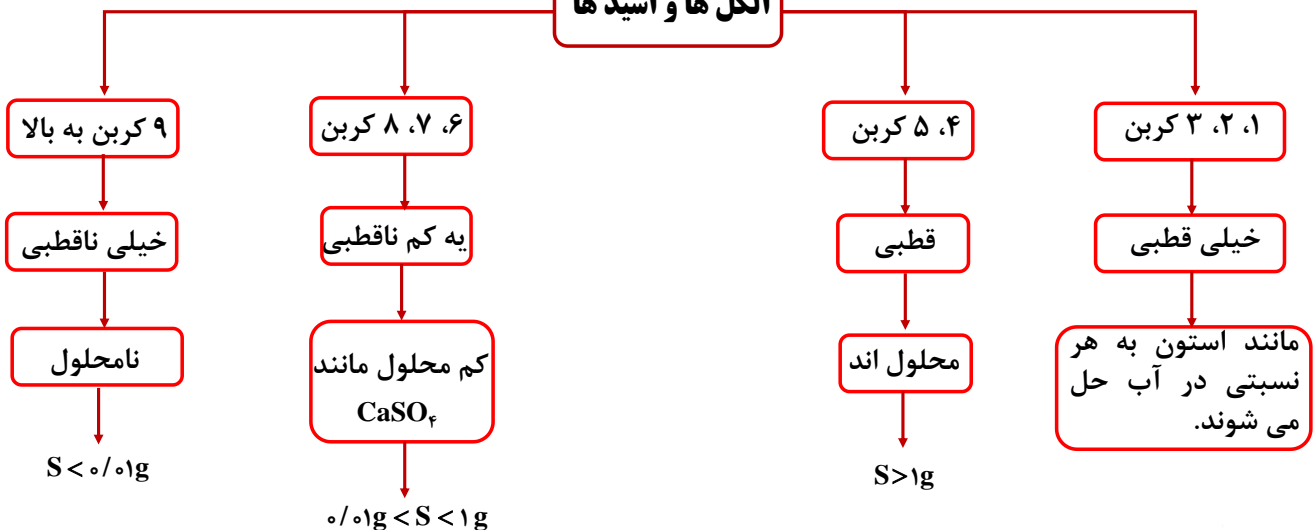 الکل ها و اسید ها
۱، ۲، ۳ کربن
۴، ۵ کربن
۶، ۷، ۸ کربن
۹ کربن به بالا
خیلی قطبی
قطبی
یه کم ناقطبی
خیلی ناقطبی
مانند استون به هر
نسبتی در آب حل
می شوند.
محلول اند
کم محلول مانند
CaSO₄
نامحلول
S>۱g
۰/۰۱g < S < ۱g
S < ۰/۰۱g